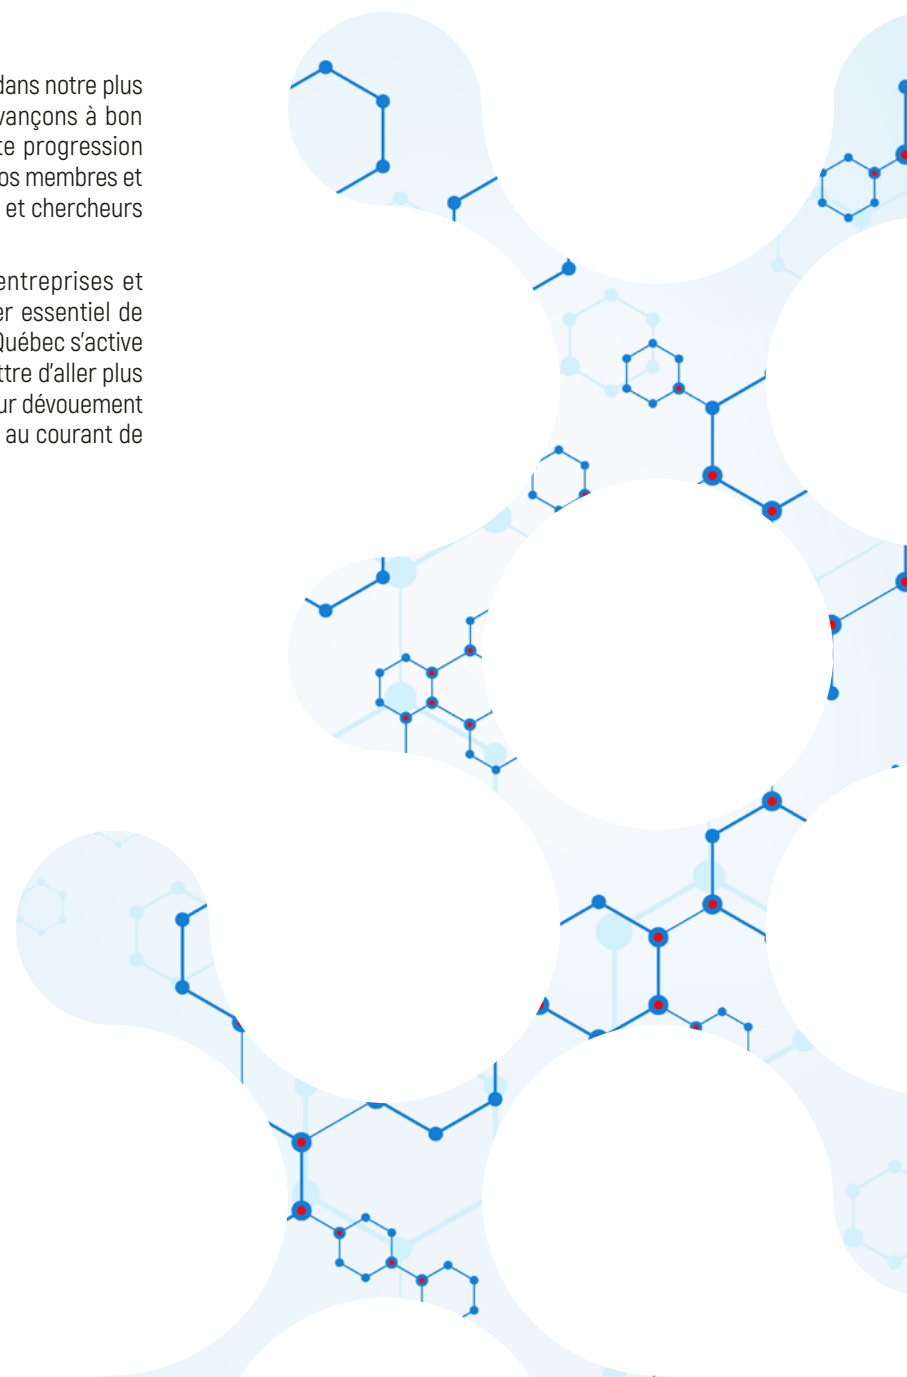 dans notre plus
vançons à bon
te progression
os membres et
et chercheurs
entreprises et
er essentiel de
Québec s'active
ttre d'aller plus
ur dévouement
au courant de